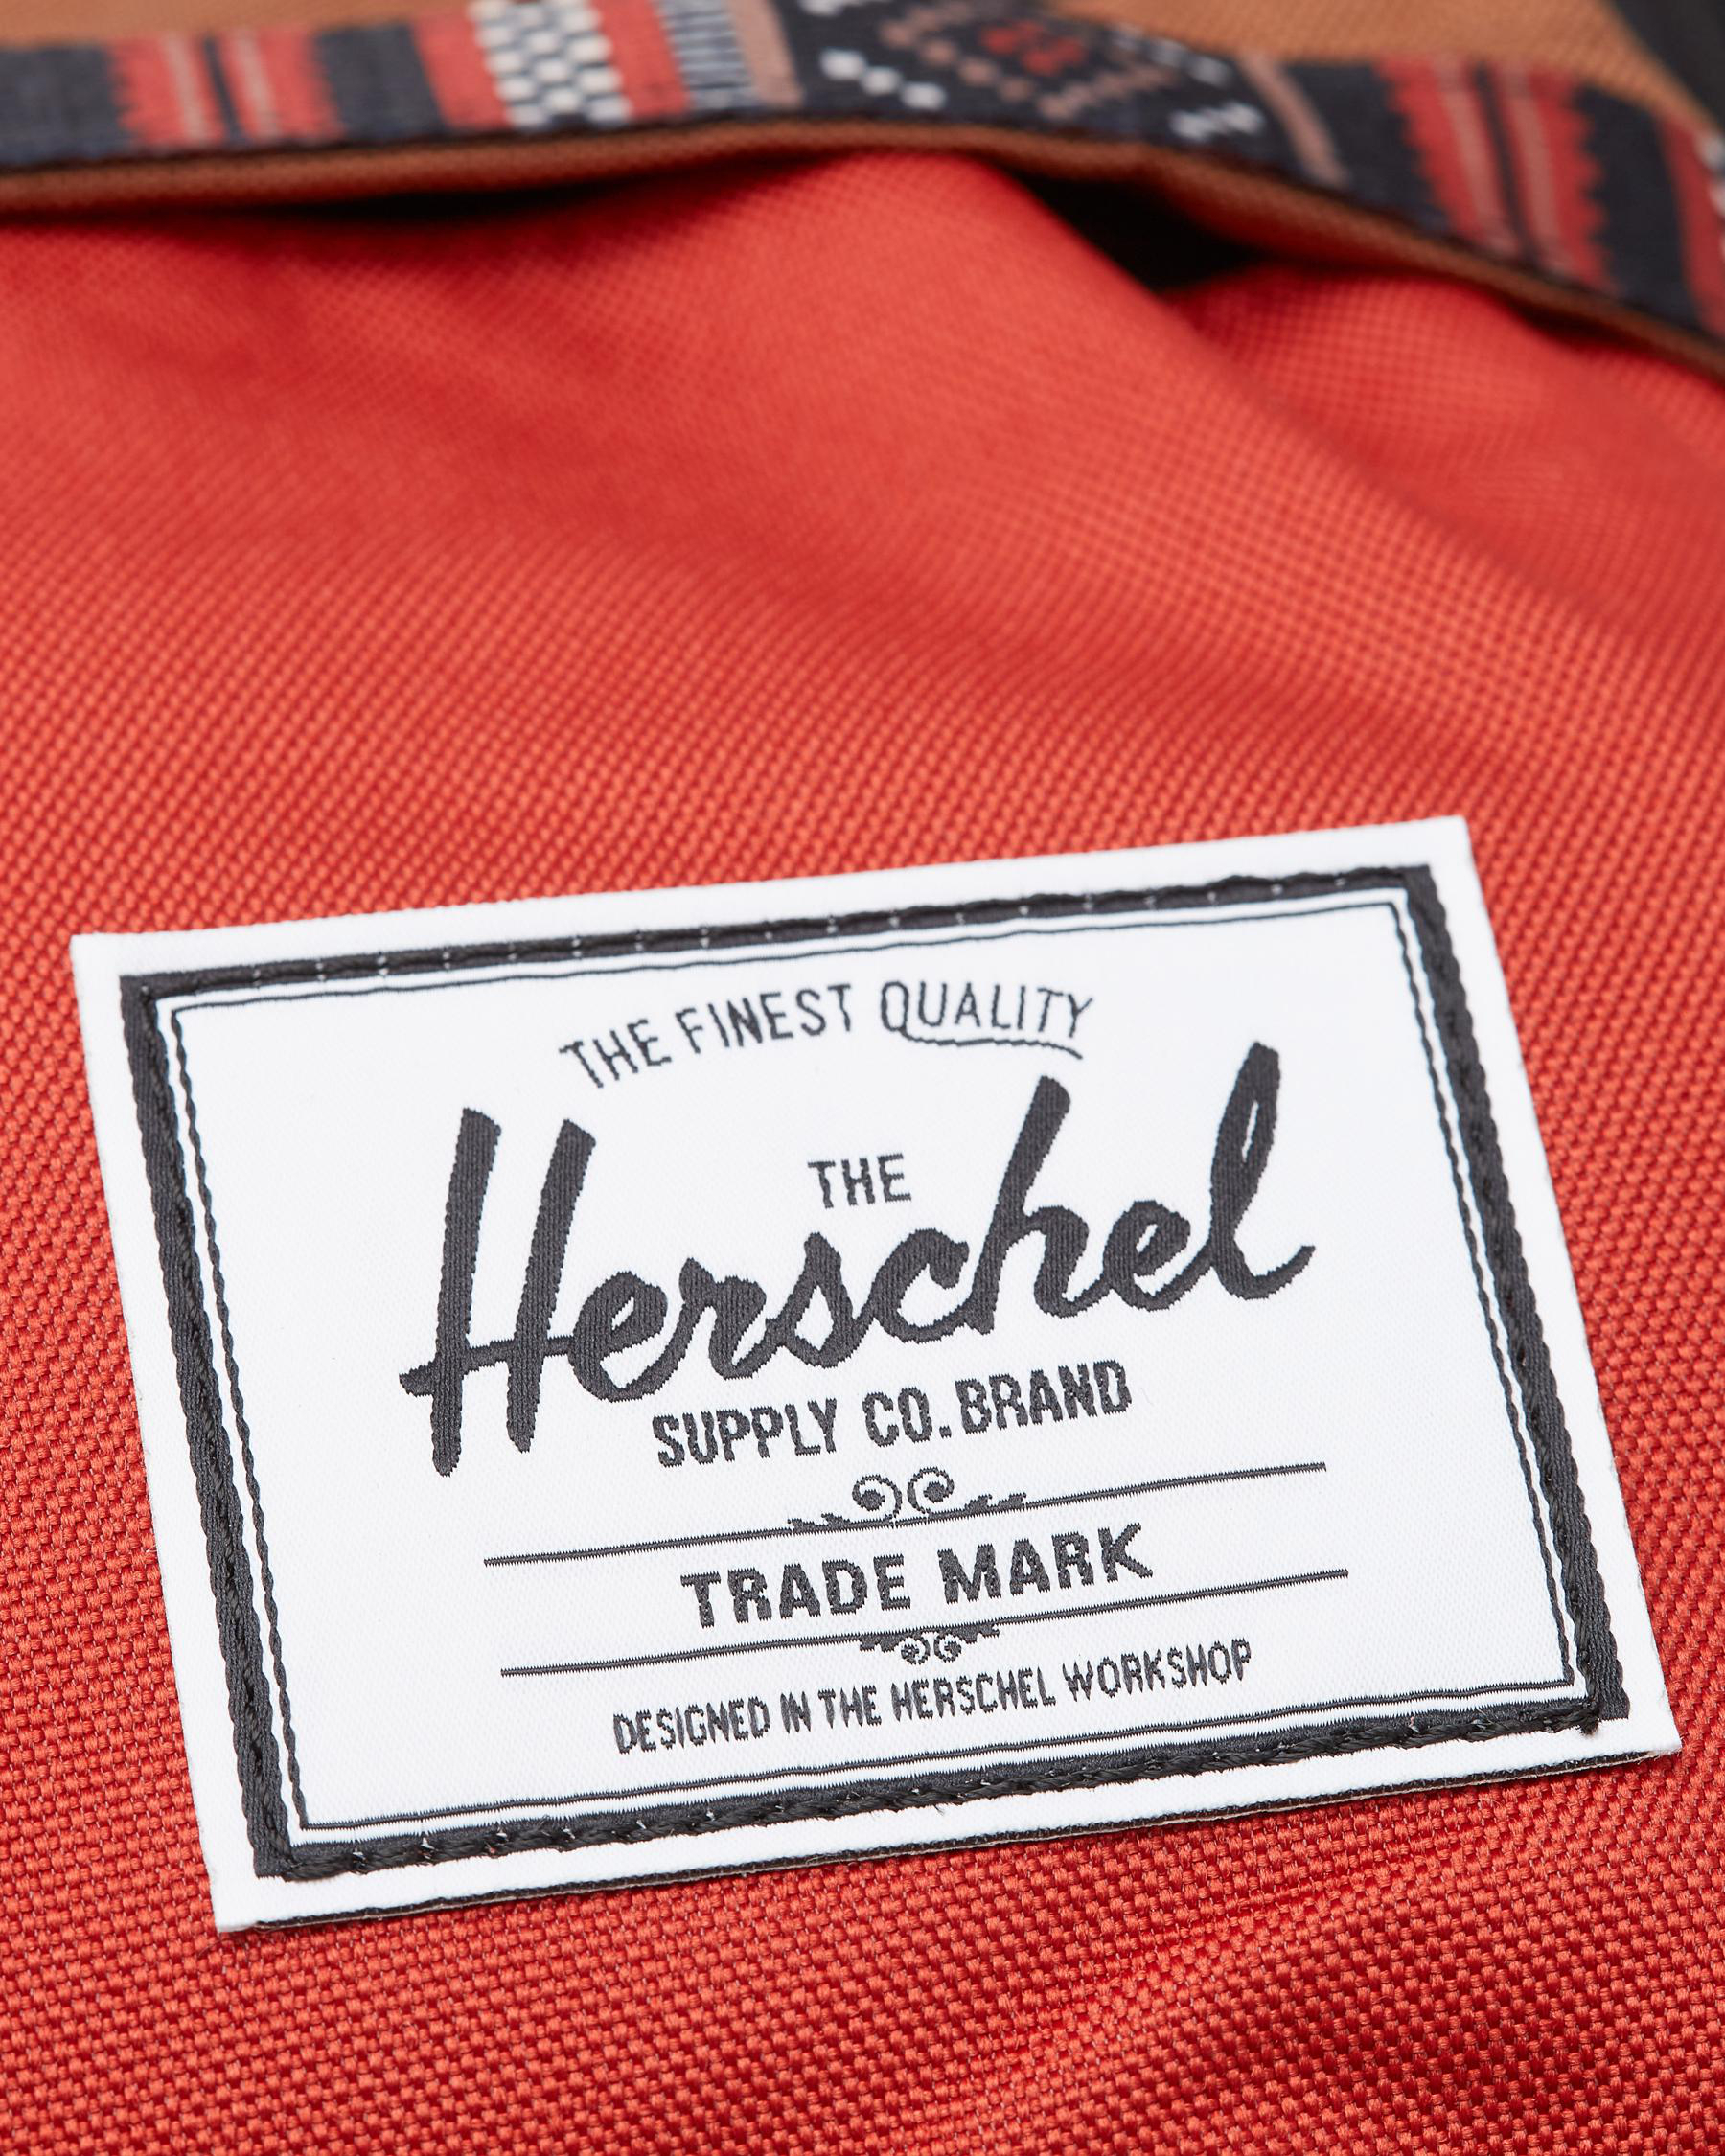 THE FINEST QUALITY
THE
Herschel
SUPPLY CO. BRAND
TRADE MARK
DESIGNED IN THE HERSCHEL WORKSHOP